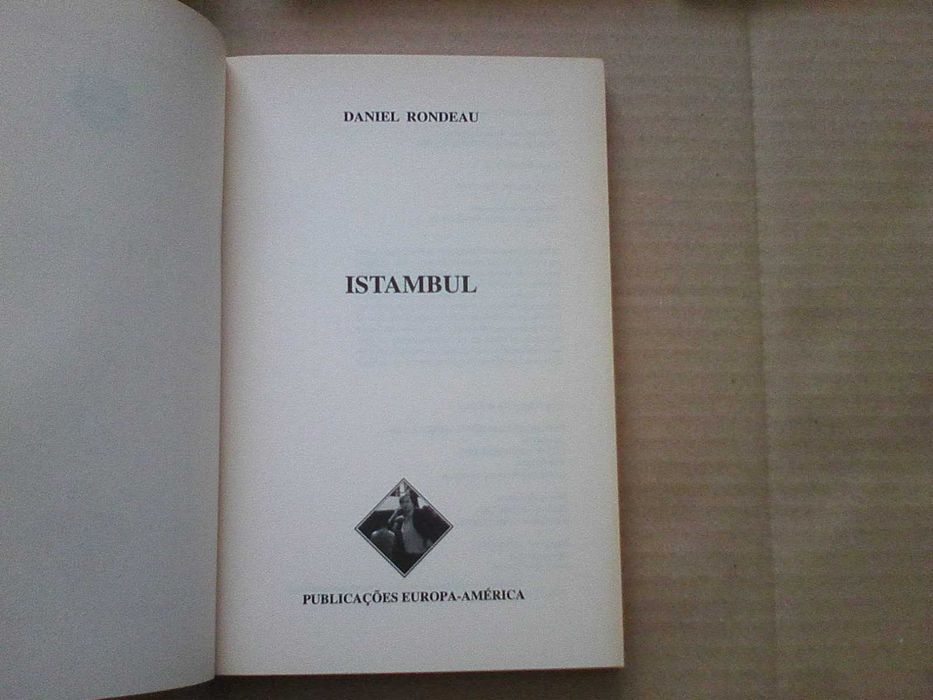 DANIEL RONDEAU
ISTAMBUL
PUBLICAÇÕES EUROPA-AMÉRICA